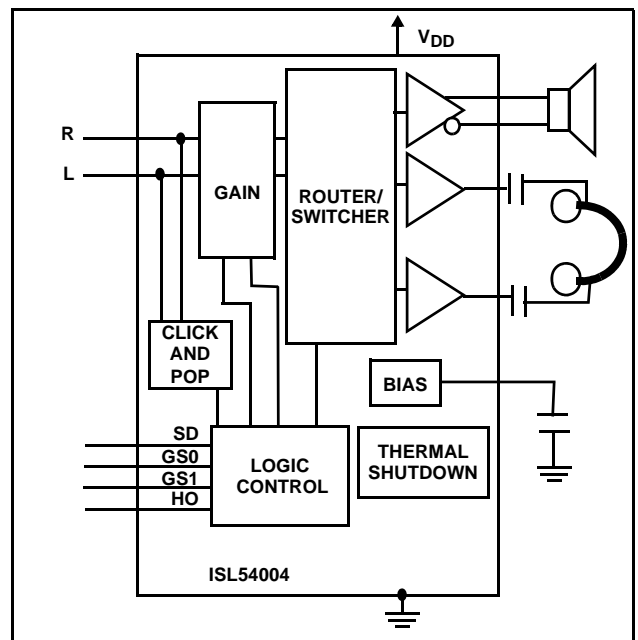 VDD
R
L
GAIN
ROUTER/
SWITCHER
CLICK
AND
POP
BIAS
SD
GS0
GS1
HO
LOGIC
CONTROL
THERMAL
SHUTDOWN
ISL54004